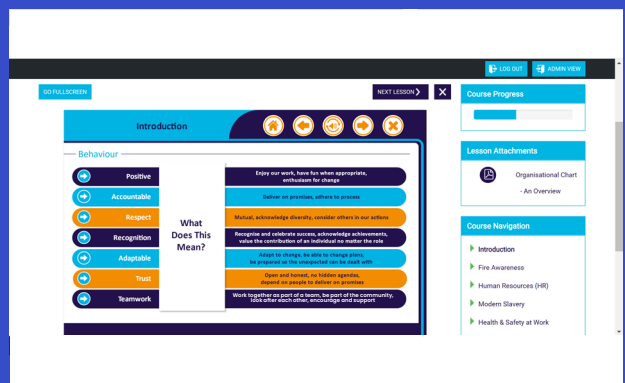 LOG OUT
ADMIN VIEW
GO FULLSCREEN
NEXT LESSON
X
Course Progress
Introduction
Behaviour
Positive
Enjoy our work, have fun when appropriate,
enthusiasm for change
Accountable
Deliver on promises, adhere to process
Respect
Mutual, acknowledge diversity, consider others in our actions
What
Does This
Mean?
Recognition
Recognise and celebrate success, acknowledge achievements,
value the contribution of an individual no matter the role
Adaptable
Adapt to change, be able to change plans,
be prepared so the unexpected can be dealt with
Trust
Open and honest, no hidden agendas,
depend on people to deliver on promises
Teamwork
Work together as part of a team, be part of the community,
look after each other, encourage and support
Lesson Attachments
Organisational Chart
- An Overview
Course Navigation
Introduction
Fire Awareness
Human Resources (HR)
Modern Slavery
Health & Safety at Work